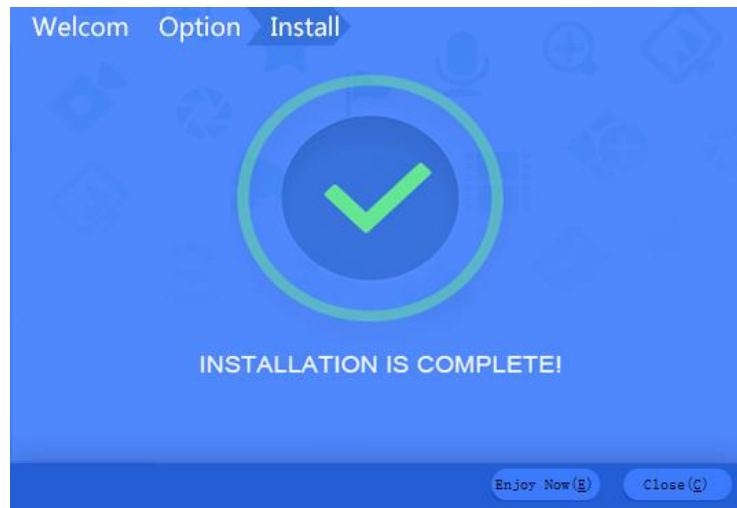 Welcom Option Install
INSTALLATION IS COMPLETE!
Enjoy Now(E) Close(C)